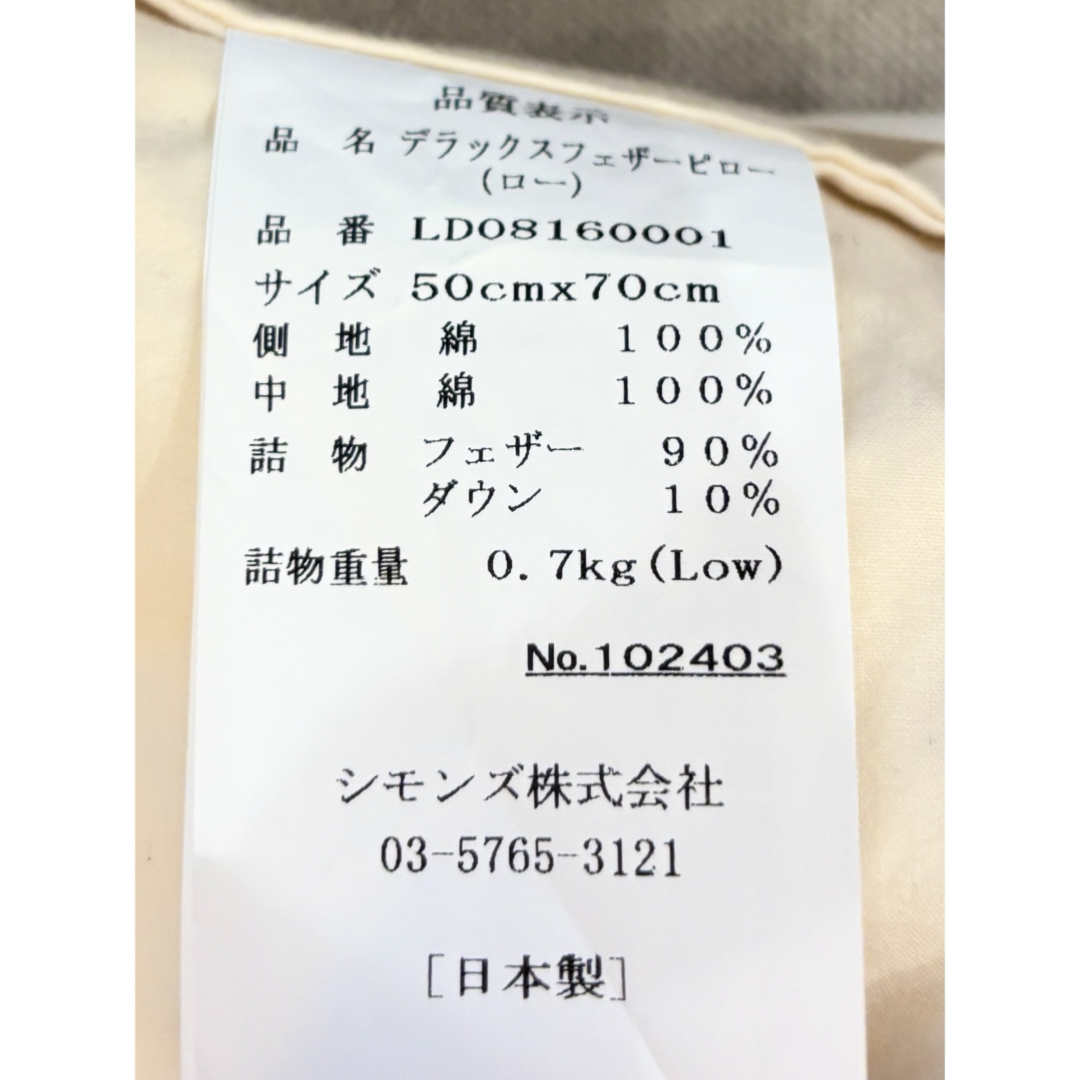 品質表示
品 名 デラックスフェザーピロー
(ロー)
品 番 LD08160001
サイズ 50cmx70cm
側 地 綿 100%
中 地 綿 100%
詰 物 フェザー 90%
ダウン 10%
詰物重量 0.7kg(Low)
No.102403
シモンズ株式会社
03-5765-3121
[日本製]